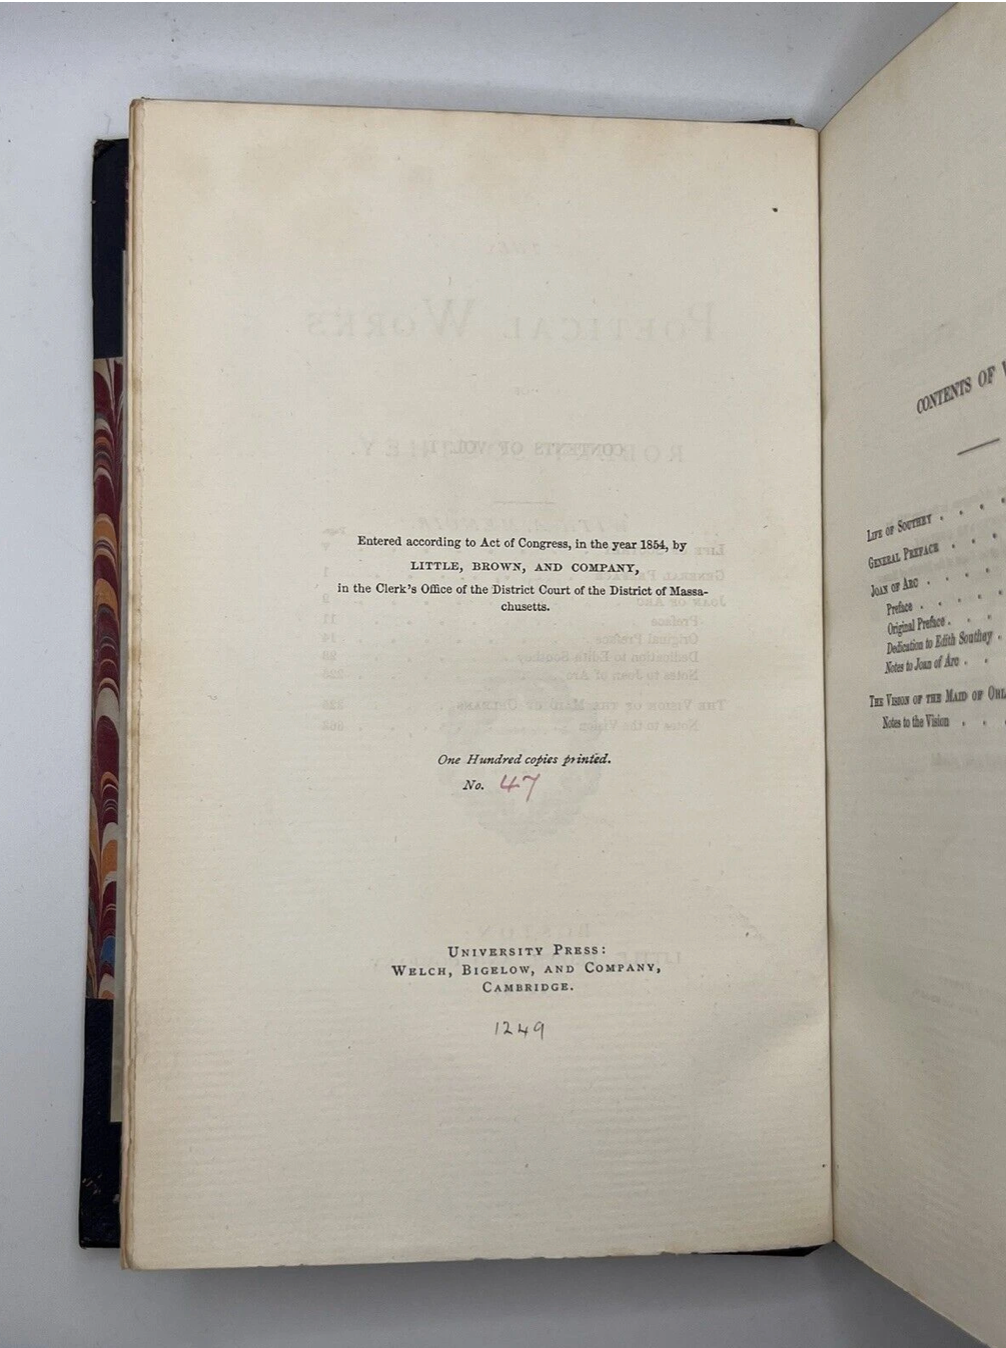 Entered according to Act of Congress, in the year 1854, by
LITTLE, BROWN, AND COMPANY,
in the Clerk's Office of the District Court of the District of Massa-
chusetts.
One Hundred copies printed.
No. 47
UNIVERSITY PRESS:
WELCH, BIGELOW, AND COMPANY,
CAMBRIDGE.
1249
CONTENTS OF
LIFE OF SOUTHEY . . . .
GENERAL PREFACE . . . .
JOAN OF ARC . . . .
Preface . . . .
Original Preface . . .
Dedication to Edith Southey .
Notes to Joan of Arc . .
THE VISION OF THE MAID OF
Notes to the Vision . . .